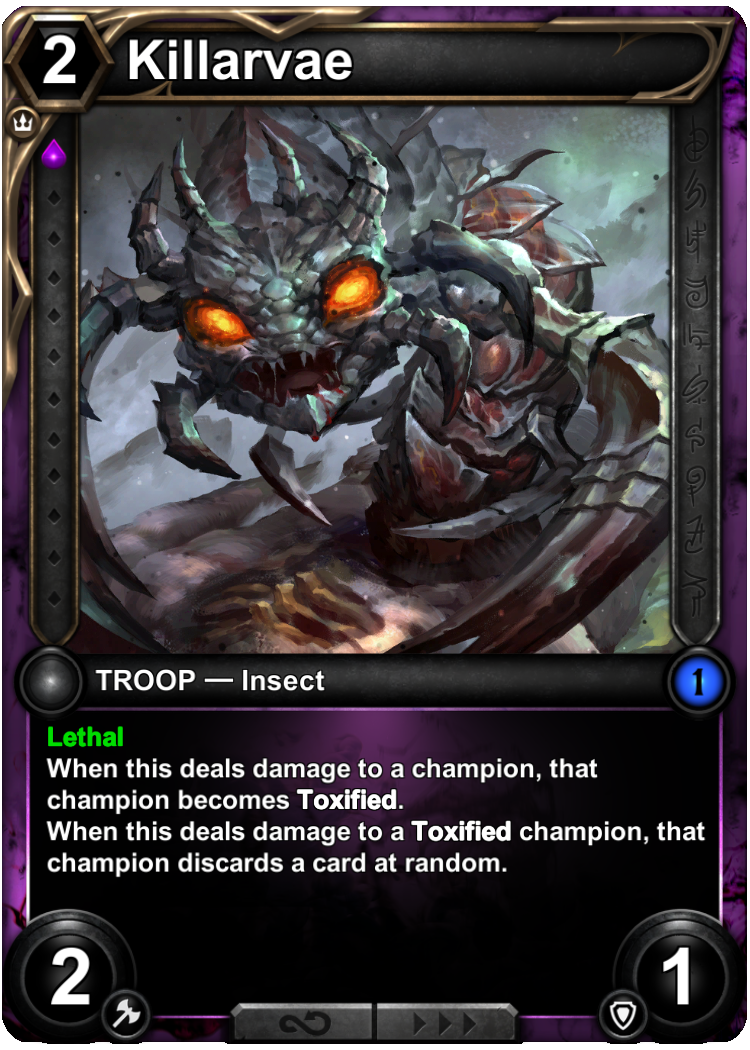 2
Killarvae
TROOP — Insect
1
Lethal
When this deals damage to a champion, that
champion becomes Toxified.
When this deals damage to a Toxified champion, that
champion discards a card at random.
2
1